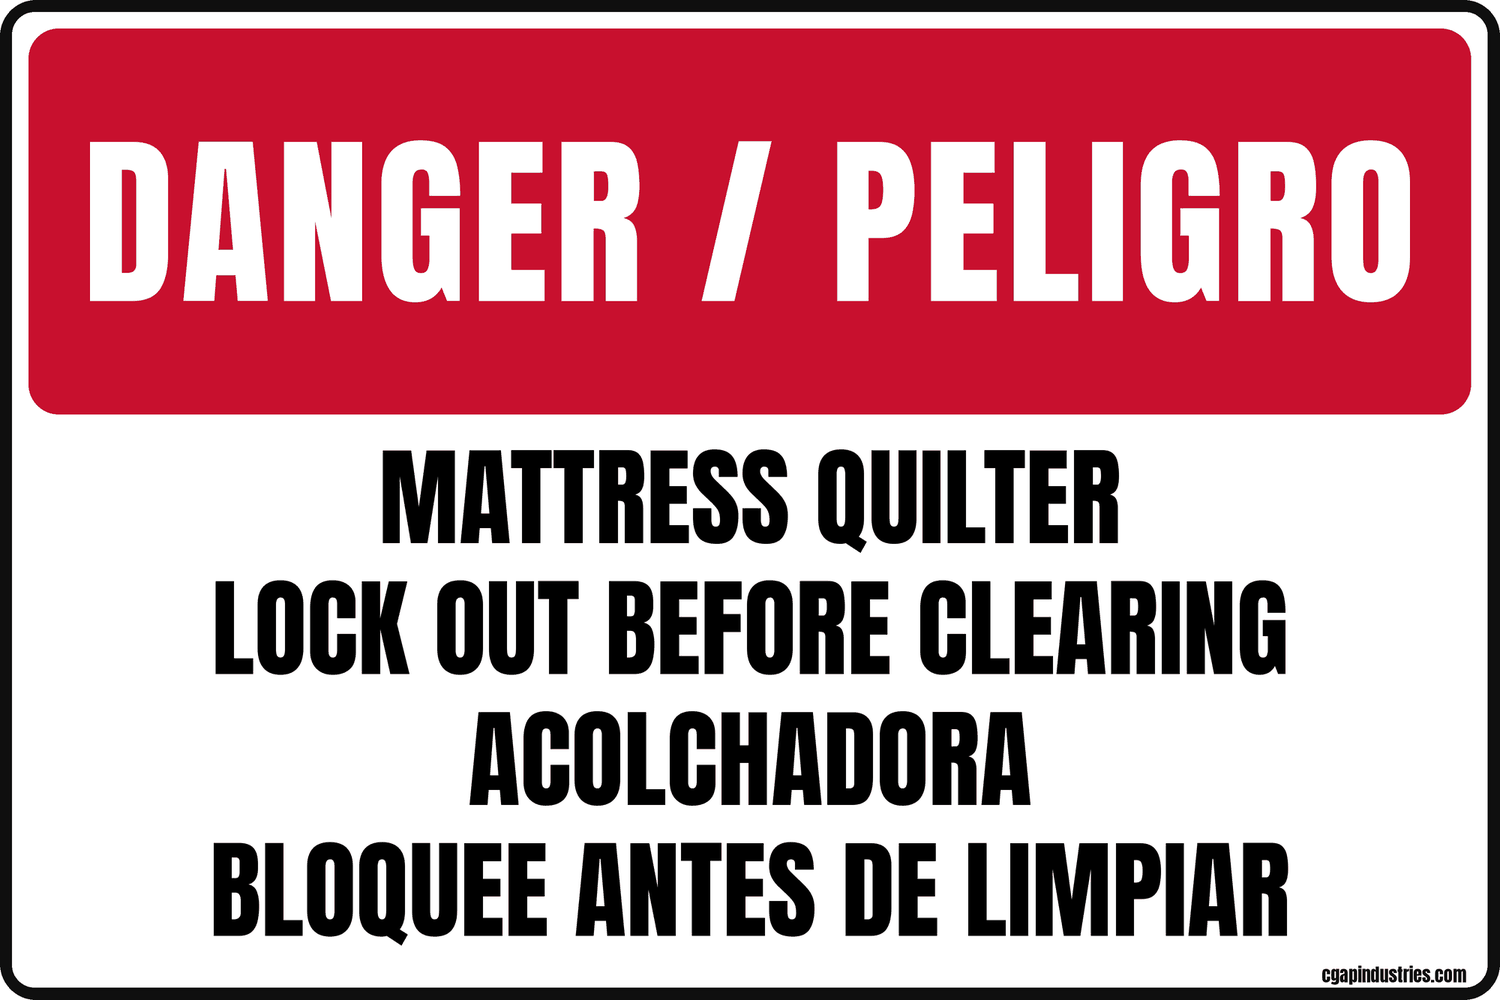 DANGER / PELIGRO
MATTRESS QUILTER
LOCK OUT BEFORE CLEARING
ACOLCHADORA
BLOQUEE ANTES DE LIMPIAR
cgapindustries.com